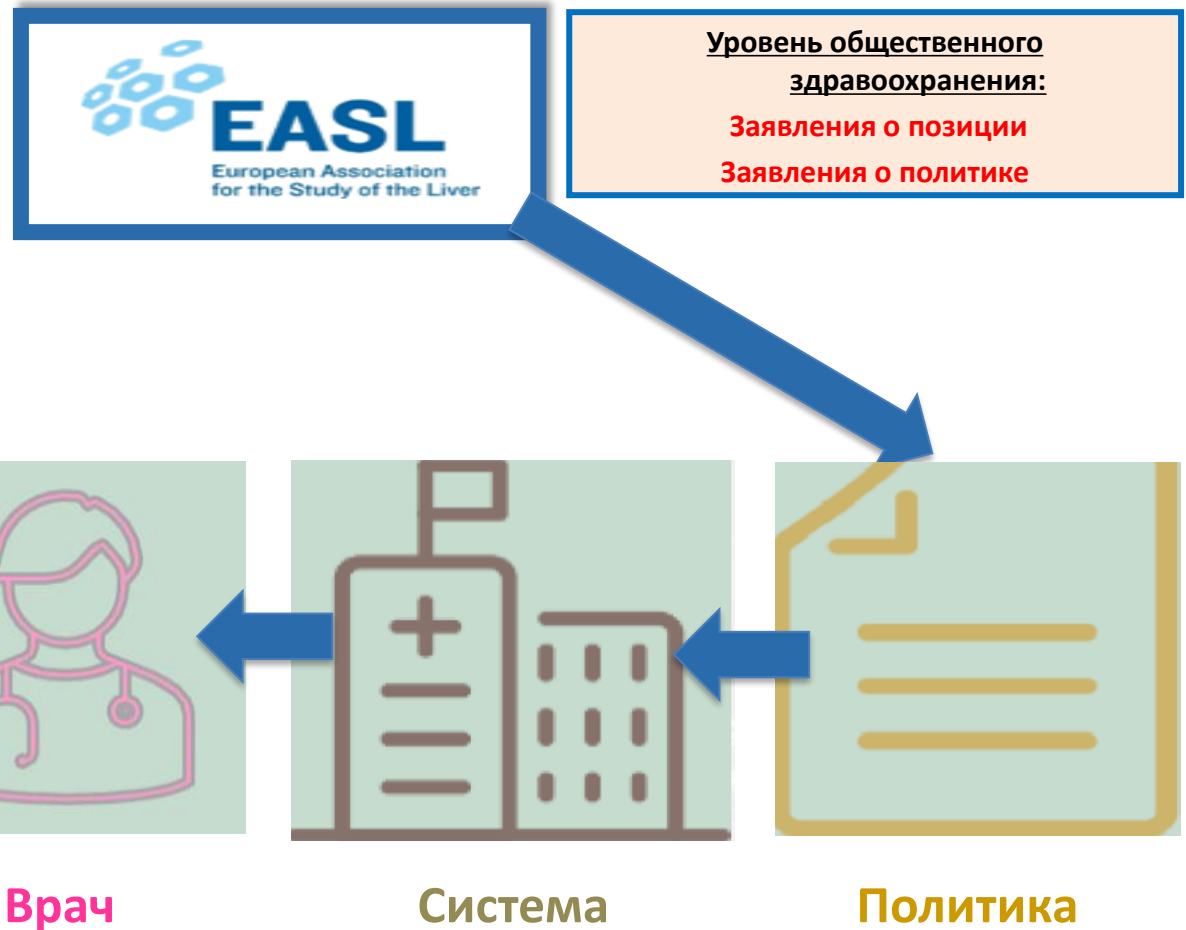 EASL
European Association
for the Study of the Liver
Уровень общественного
здравоохранения:
Заявления о позиции
Заявления о политике
Врач
Система
Политика